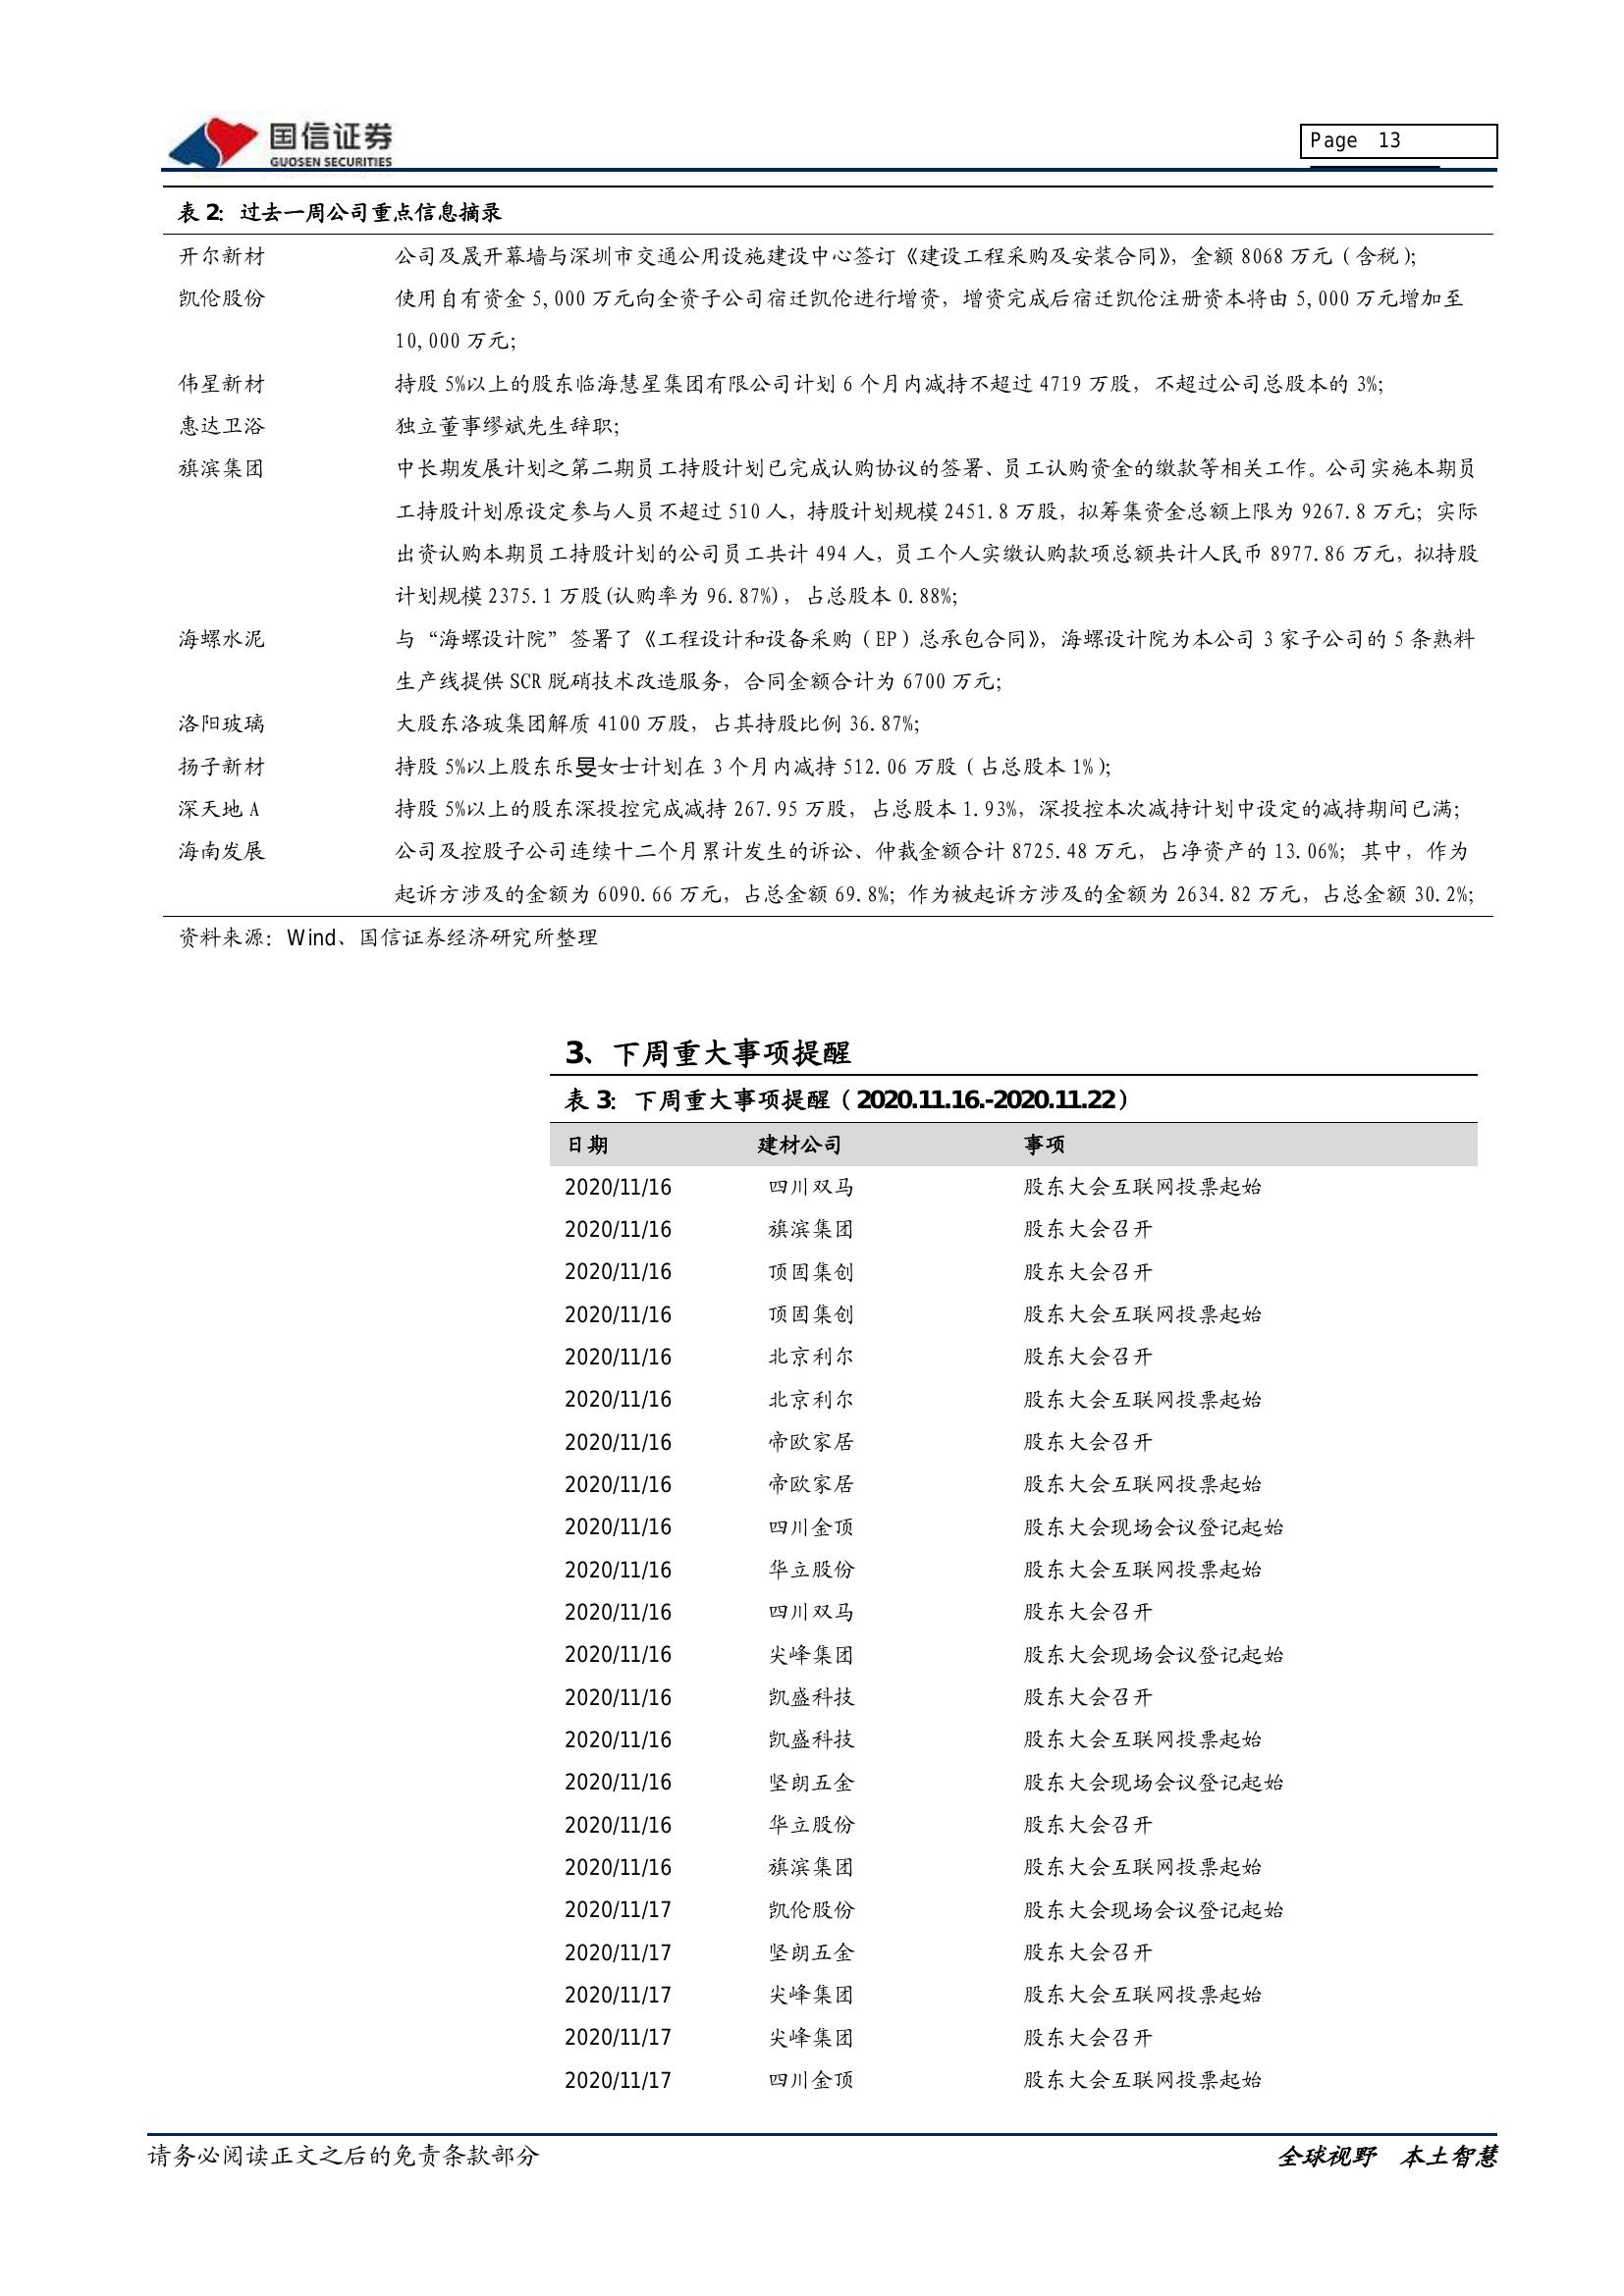 国信证券
GUOSEN SECURITIES
Page 13
表 2：过去一周公司重点信息摘录
开尔新材 公司及晟开幕墙与深圳市交通公用设施建设中心签订《建设工程采购及安装合同》，金额 8068 万元（含税）；
凯伦股份 使用自有资金 5,000 万元向全资子公司宿迁凯伦进行增资，增资完成后宿迁凯伦注册资本将由 5,000 万元增加至
10,000 万元；
伟星新材 持股 5%以上的股东临海慧星集团有限公司计划 6 个月内减持不超过 4719 万股，不超过公司总股本的 3%；
惠达卫浴 独立董事缪斌先生辞职；
旗滨集团 中长期发展计划之第二期员工持股计划已完成认购协议的签署、员工认购资金的缴款等相关工作。公司实施本期员
工持股计划原设定参与人员不超过 510 人，持股计划规模 2451.8 万股，拟筹集资金总额上限为 9267.8 万元；实际
出资认购本期员工持股计划的公司员工共计 494 人，员工个人实缴认购款项总额共计人民币 8977.86 万元，拟持股
计划规模 2375.1 万股(认购率为 96.87%)，占总股本 0.88%；
海螺水泥 与“海螺设计院”签署了《工程设计和设备采购（EP）总承包合同》，海螺设计院为本公司 3 家子公司的 5 条熟料
生产线提供 SCR 脱硝技术改造服务，合同金额合计为 6700 万元；
洛阳玻璃 大股东洛玻集团解质 4100 万股，占其持股比例 36.87%；
扬子新材 持股 5%以上股东乐旻女士计划在 3 个月内减持 512.06 万股（占总股本 1%）；
深天地 A 持股 5%以上的股东深投控完成减持 267.95 万股，占总股本 1.93%，深投控本次减持计划中设定的减持期间已满；
海南发展 公司及控股子公司连续十二个月累计发生的诉讼、仲裁金额合计 8725.48 万元，占净资产的 13.06%；其中，作为
起诉方涉及的金额为 6090.66 万元，占总金额 69.8%；作为被起诉方涉及的金额为 2634.82 万元，占总金额 30.2%；
资料来源：Wind、国信证券经济研究所整理
3、下周重大事项提醒
表 3：下周重大事项提醒（2020.11.16.-2020.11.22）
日期 建材公司 事项
2020/11/16 四川双马 股东大会互联网投票起始
2020/11/16 旗滨集团 股东大会召开
2020/11/16 顶固集创 股东大会召开
2020/11/16 顶固集创 股东大会互联网投票起始
2020/11/16 北京利尔 股东大会召开
2020/11/16 北京利尔 股东大会互联网投票起始
2020/11/16 帝欧家居 股东大会召开
2020/11/16 帝欧家居 股东大会互联网投票起始
2020/11/16 四川金顶 股东大会现场会议登记起始
2020/11/16 华立股份 股东大会互联网投票起始
2020/11/16 四川双马 股东大会召开
2020/11/16 尖峰集团 股东大会现场会议登记起始
2020/11/16 凯盛科技 股东大会召开
2020/11/16 凯盛科技 股东大会互联网投票起始
2020/11/16 坚朗五金 股东大会现场会议登记起始
2020/11/16 华立股份 股东大会召开
2020/11/16 旗滨集团 股东大会互联网投票起始
2020/11/17 凯伦股份 股东大会现场会议登记起始
2020/11/17 坚朗五金 股东大会召开
2020/11/17 尖峰集团 股东大会互联网投票起始
2020/11/17 尖峰集团 股东大会召开
2020/11/17 四川金顶 股东大会互联网投票起始
请务必阅读正文之后的免责条款部分
全球视野 本土智慧